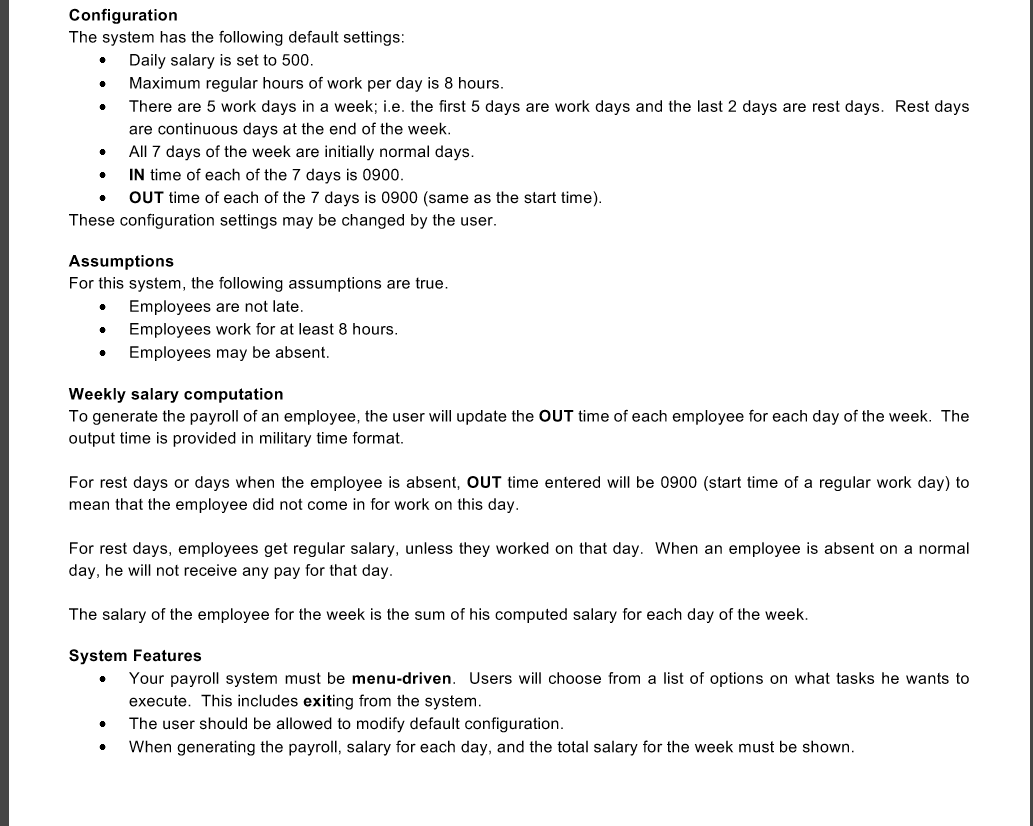 Configuration
The system has the following default settings:
• Daily salary is set to 500.
• Maximum regular hours of work per day is 8 hours.
• There are 5 work days in a week; i.e. the first 5 days are work days and the last 2 days are rest days. Rest days
are continuous days at the end of the week.
• All 7 days of the week are initially normal days.
• IN time of each of the 7 days is 0900.
• OUT time of each of the 7 days is 0900 (same as the start time).
These configuration settings may be changed by the user.
Assumptions
For this system, the following assumptions are true.
• Employees are not late.
• Employees work for at least 8 hours.
• Employees may be absent.
Weekly salary computation
To generate the payroll of an employee, the user will update the OUT time of each employee for each day of the week. The
output time is provided in military time format.
For rest days or days when the employee is absent, OUT time entered will be 0900 (start time of a regular work day) to
mean that the employee did not come in for work on this day.
For rest days, employees get regular salary, unless they worked on that day. When an employee is absent on a normal
day, he will not receive any pay for that day.
The salary of the employee for the week is the sum of his computed salary for each day of the week.
System Features
• Your payroll system must be menu-driven. Users will choose from a list of options on what tasks he wants to
execute. This includes exiting from the system.
• The user should be allowed to modify default configuration.
• When generating the payroll, salary for each day, and the total salary for the week must be shown.